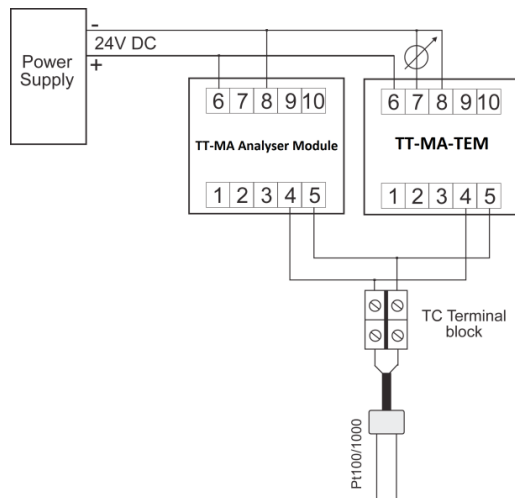 -
24V DC
+
Power
Supply
6 7 8 9 10
6 7 8 9 10
TT-MA Analyser Module
TT-MA-TEM
1 2 3 4 5
1 2 3 4 5
TC Terminal
block
Pt100/1000